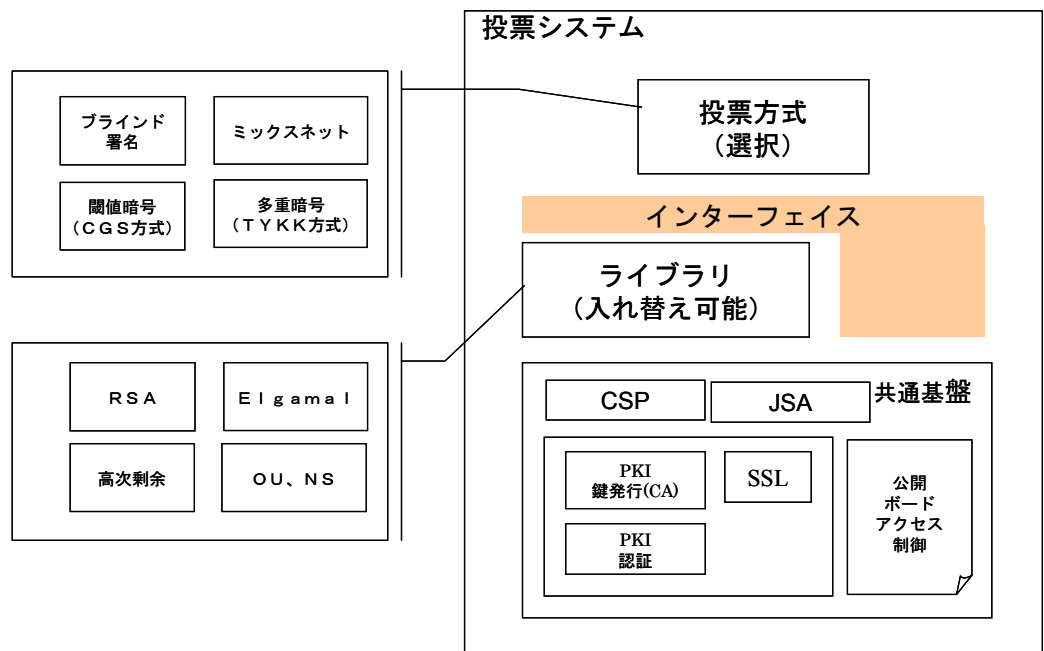 投票システム
ブラインド
署名
ミックスネット
閾値暗号
(ＣＧＳ方式)
多重暗号
(ＴＹＫＫ方式)
投票方式
（選択）
インターフェイス
ライブラリ
（入れ替え可能）
ＲＳＡ
Ｅｌｇａｍａｌ
高次剰余
ＯＵ、ＮＳ
CSP
JSA
共通基盤
PKI
鍵発行(CA)
SSL
PKI
認証
公開
ボード
アクセス
制御